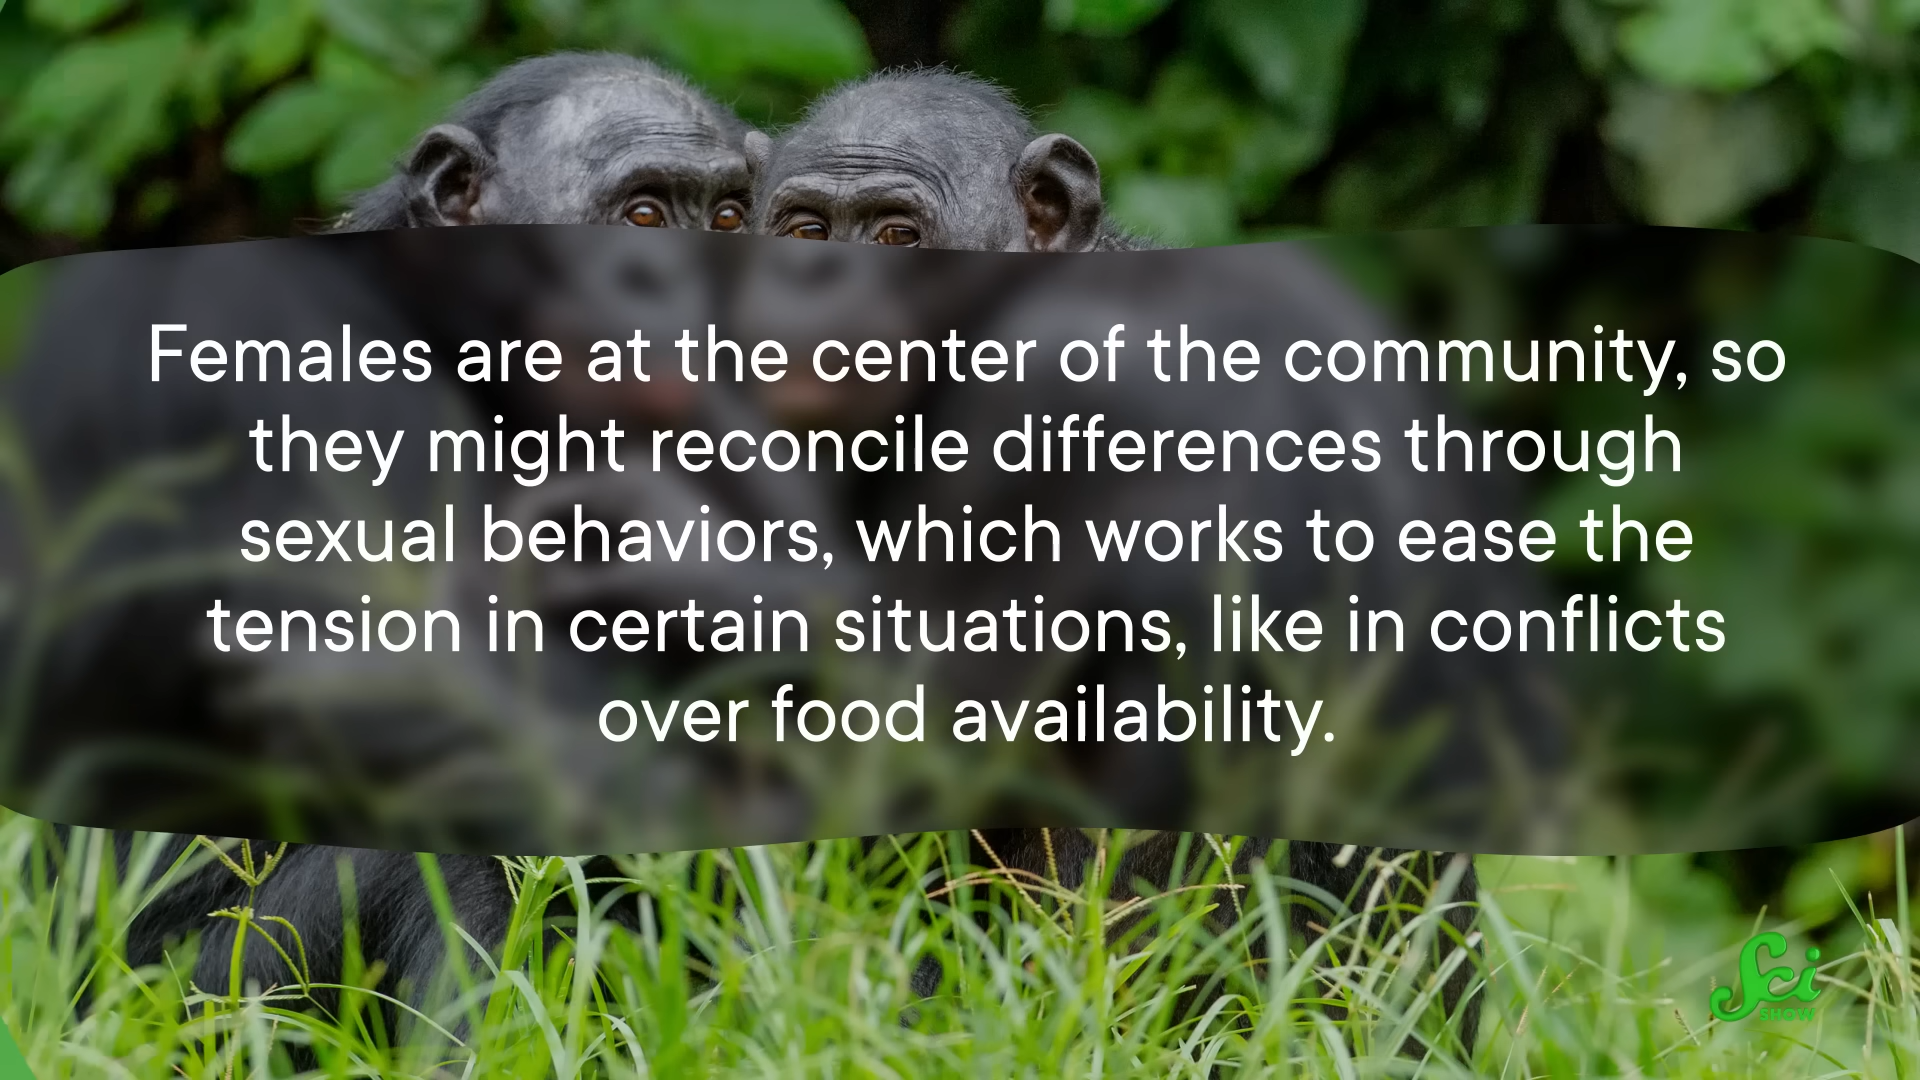 Females are at the center of the community, so
they might reconcile differences through
sexual behaviors, which works to ease the
tension in certain situations, like in conflicts
over food availability.
Sci
SHOW